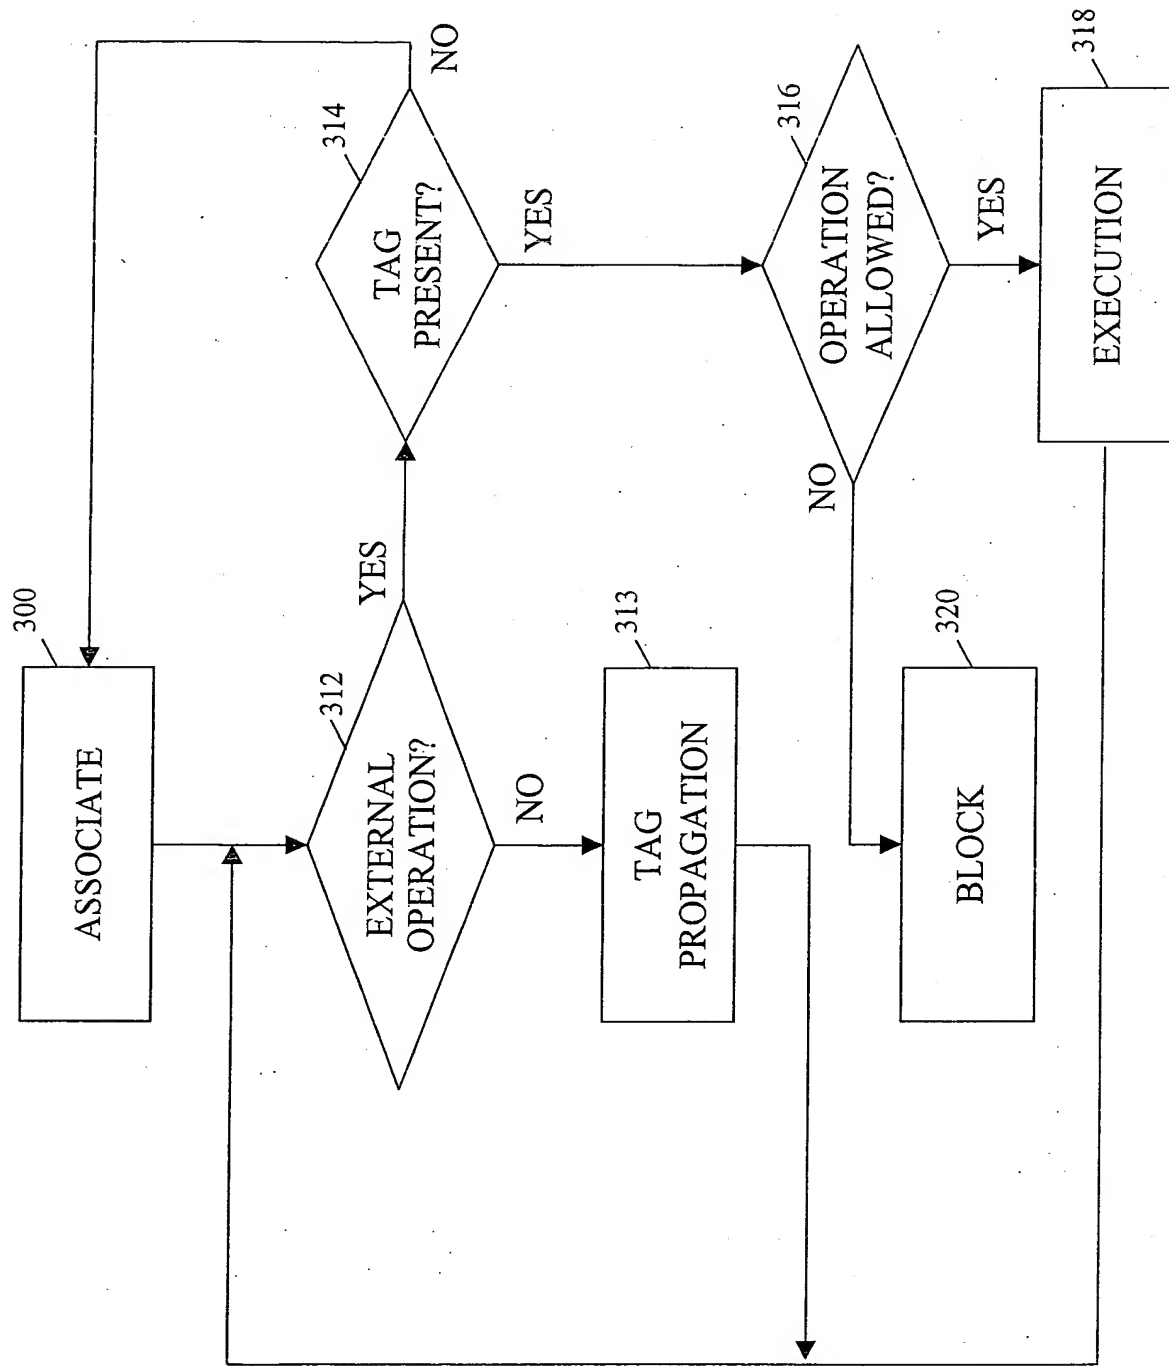 300
ASSOCIATE
312
EXTERNAL
OPERATION?
YES
NO
313
TAG
PROPAGATION
314
TAG
PRESENT?
NO
YES
316
OPERATION
ALLOWED?
NO
YES
320
BLOCK
318
EXECUTION